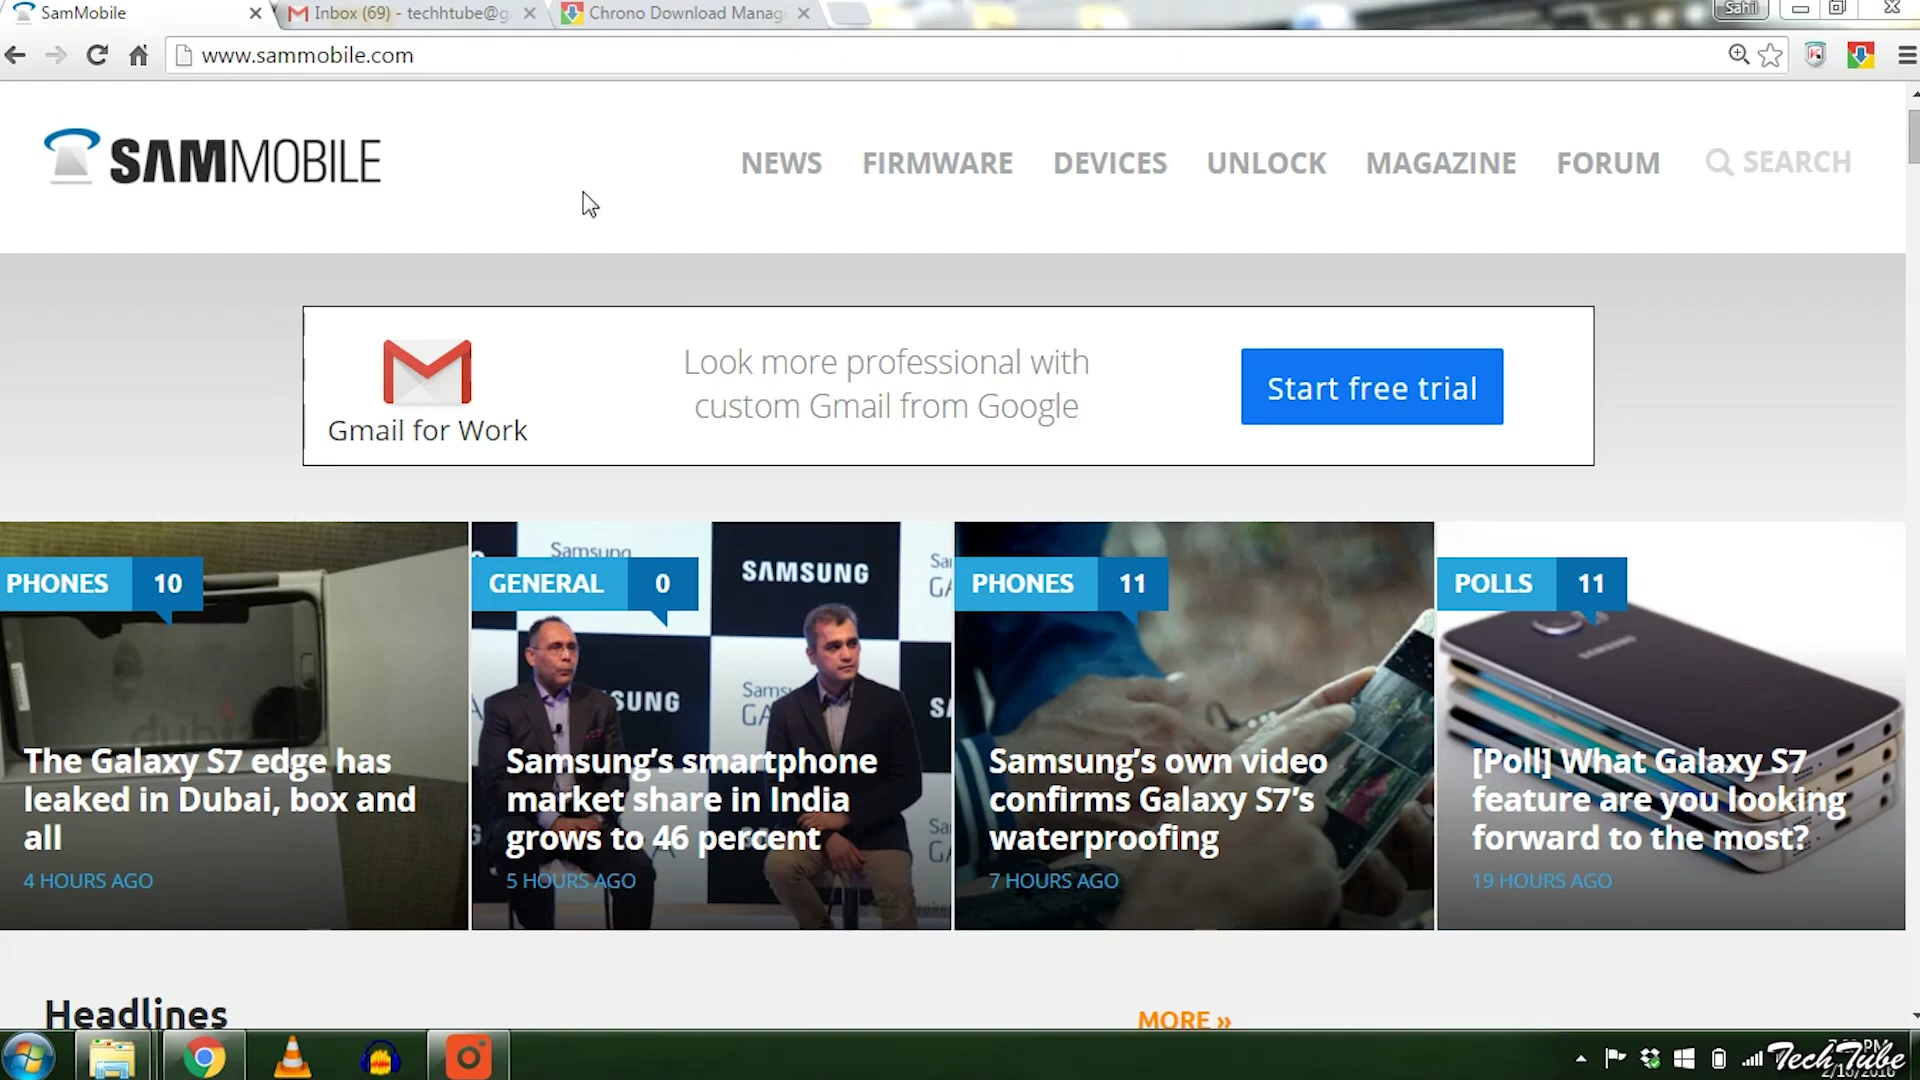 SamMobile
Inbox (69) - techhtube@g
Chrono Download Manag
Sahil
www.sammobile.com
SAMMOBILE
NEWS
FIRMWARE
DEVICES
UNLOCK
MAGAZINE
FORUM
SEARCH
Gmail for Work
Look more professional with
custom Gmail from Google
Start free trial
PHONES 10
The Galaxy S7 edge has
leaked in Dubai, box and
all
4 HOURS AGO
Samsung
SAMSUNG
GENERAL 0
Samsung’s smartphone
market share in India
grows to 46 percent
5 HOURS AGO
PHONES 11
Samsung’s own video
confirms Galaxy S7’s
waterproofing
7 HOURS AGO
POLLS 11
SAMSUNG
[Poll] What Galaxy S7
feature are you looking
forward to the most?
19 HOURS AGO
Headlines
MORE »
TechTube